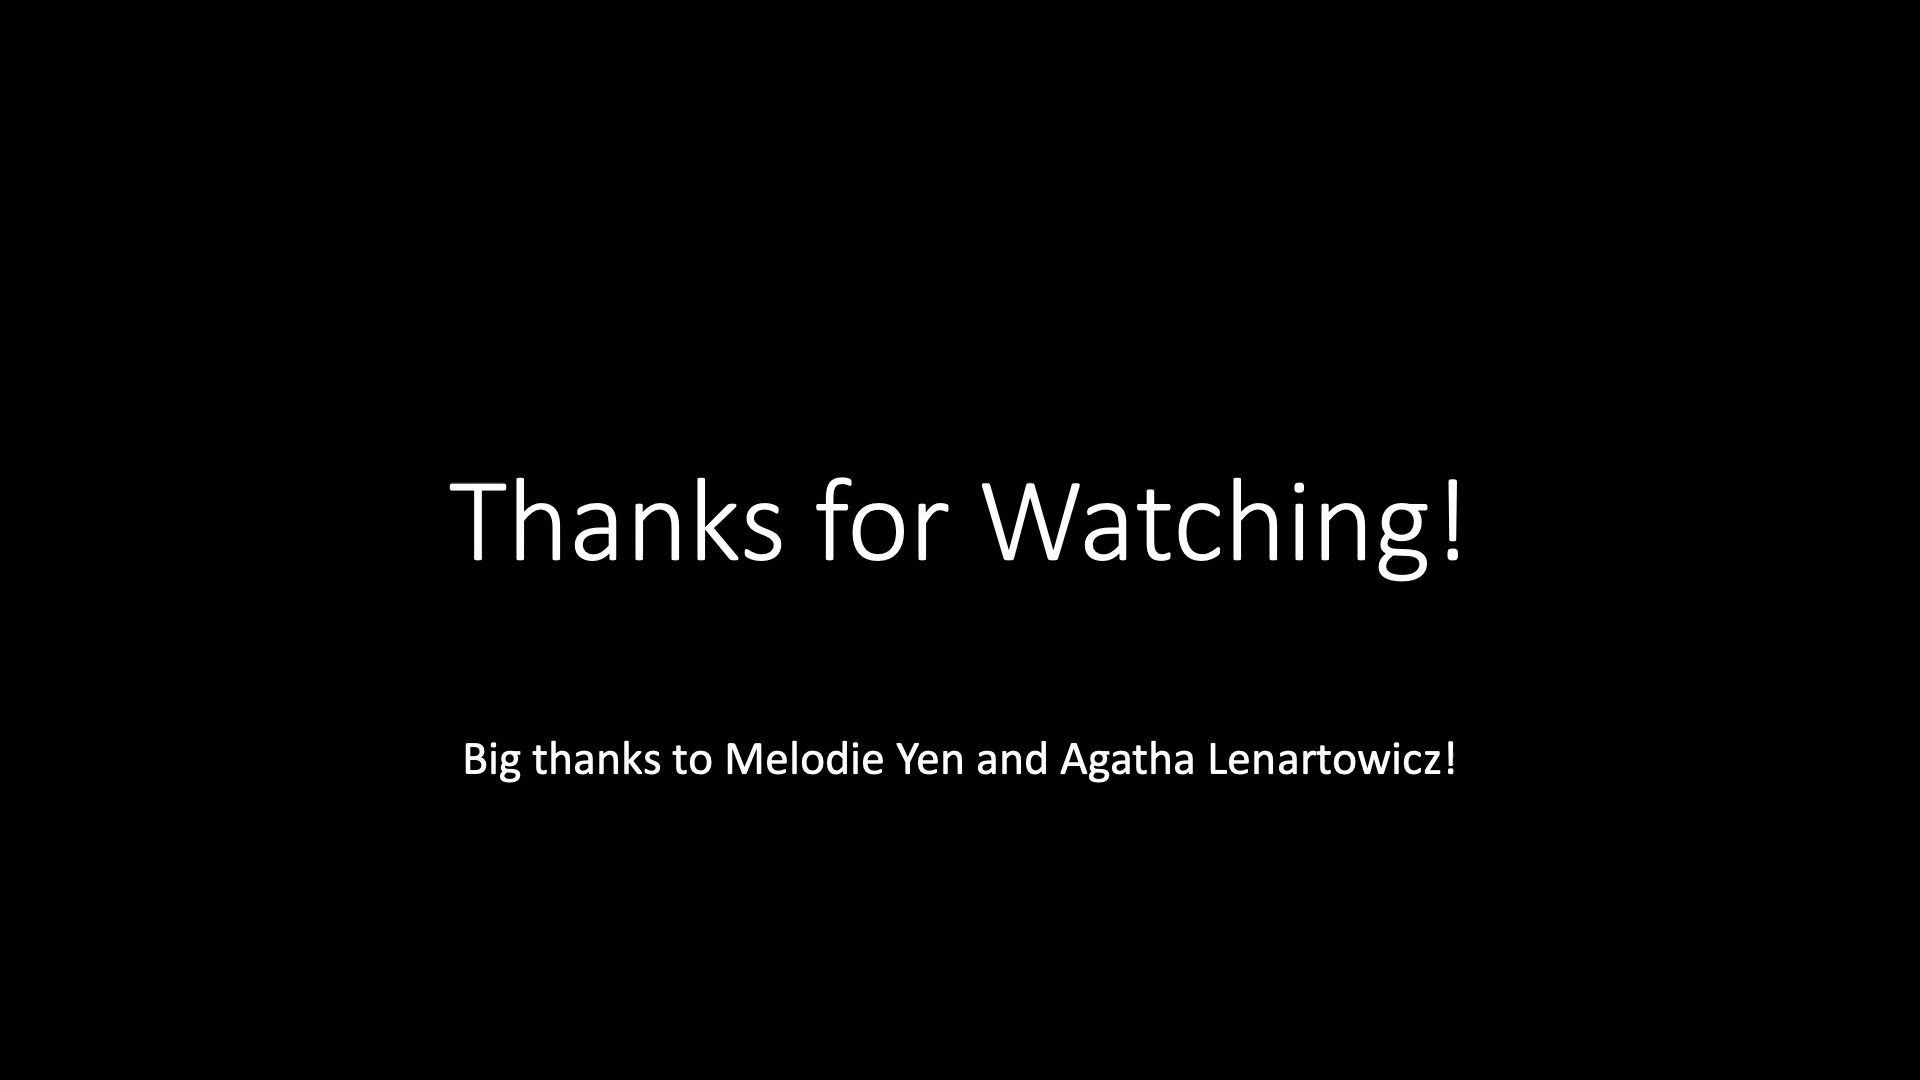 Thanks for Watching!
Big thanks to Melodie Yen and Agatha Lenartowicz!